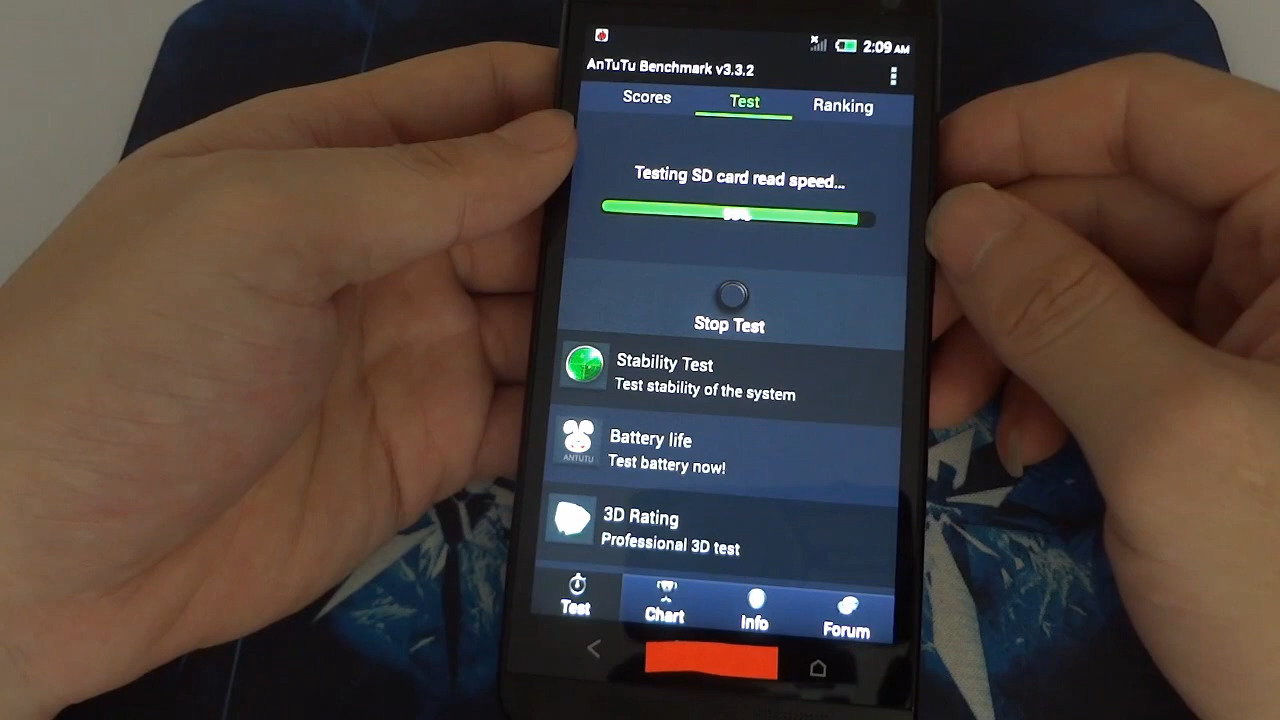 2:09 AM
AnTuTu Benchmark v3.3.2
Scores Test Ranking
Testing SD card read speed...
Stop Test
Stability Test
Test stability of the system
Battery life
Test battery now!
ANTUTU
3D Rating
Professional 3D test
Test Chart Info Forum